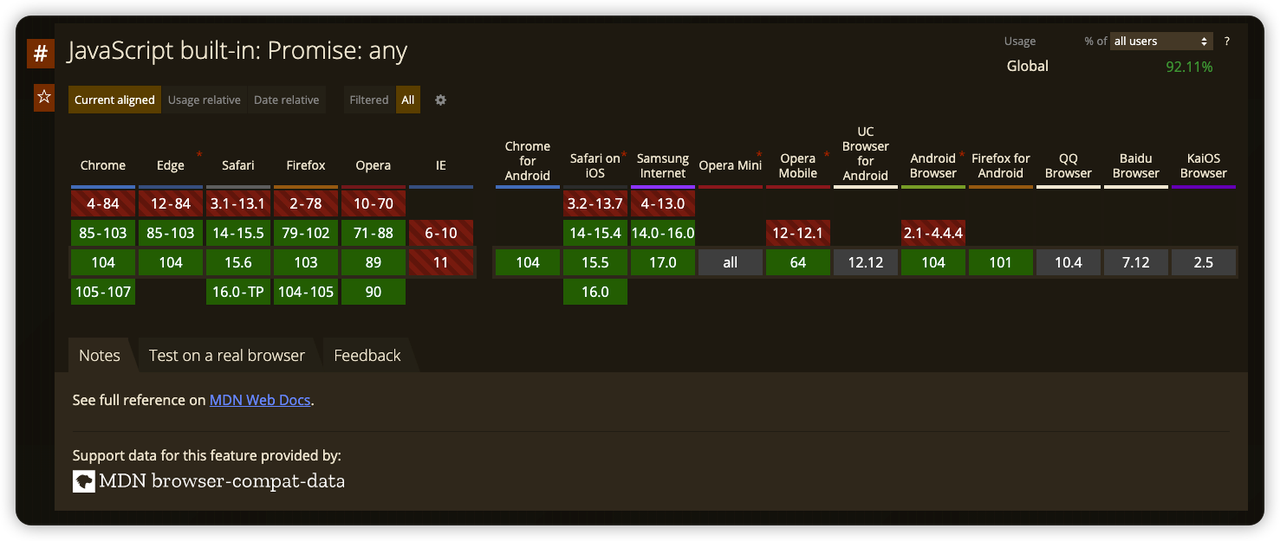 #
JavaScript built-in: Promise: any
Usage % of all users ?
Global 92.11%
☆
Current aligned Usage relative Date relative Filtered All
Chrome Edge * Safari Firefox Opera IE Chrome for Android Safari on iOS * Samsung Internet Opera Mini * Opera Mobile * UC Browser for Android Android Browser * Firefox for Android QQ Browser Baidu Browser KaiOS Browser
4-84 12-84 3.1-13.1 2-78 10-70 3.2-13.7 4-13.0
85-103 85-103 14-15.5 79-102 71-88 6-10 14-15.4 14.0-16.0 12-12.1 2.1-4.4.4
104 104 15.6 103 89 11 104 15.5 17.0 all 64 12.12 104 101 10.4 7.12 2.5
105-107 16.0-TP 104-105 90 16.0
Notes Test on a real browser Feedback
See full reference on MDN Web Docs.
Support data for this feature provided by:
MDN browser-compat-data